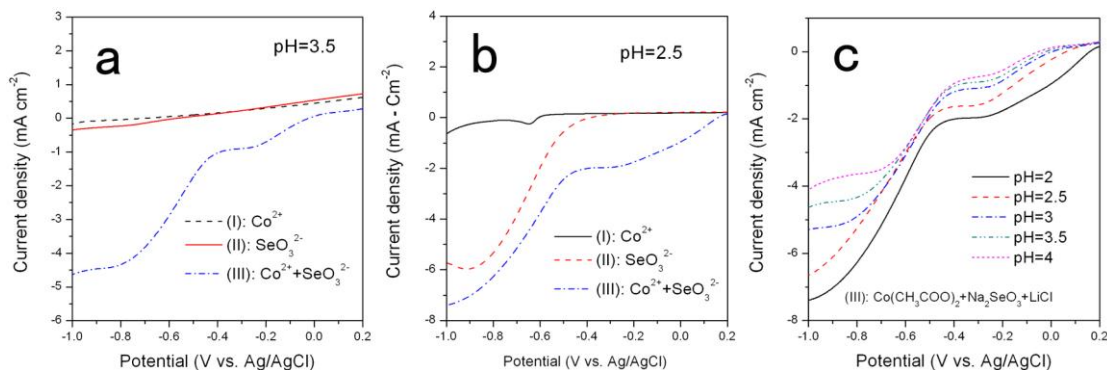 a
pH=3.5
3
2
1
0
-1
-2
-3
-4
-5
-6
Current density (mA cm-2)
(I): Co2+
(II): SeO32-
(III): Co2++SeO32-
-1.0 -0.8 -0.6 -0.4 -0.2 0.0 0.2
Potential (V vs. Ag/AgCl)
b
pH=2.5
4
2
0
-2
-4
-6
-8
Current density (mA - Cm-2)
(I): Co2+
(II): SeO32-
(III): Co2++SeO32-
-1.0 -0.8 -0.6 -0.4 -0.2 0.0 0.2
Potential (V vs. Ag/AgCl)
c
0
-2
-4
-6
-8
Current density (mA cm-2)
pH=2
pH=2.5
pH=3
pH=3.5
pH=4
(III): Co(CH3COO)2+Na2SeO3+LiCl
-1.0 -0.8 -0.6 -0.4 -0.2 0.0 0.2
Potential (V vs. Ag/AgCl)